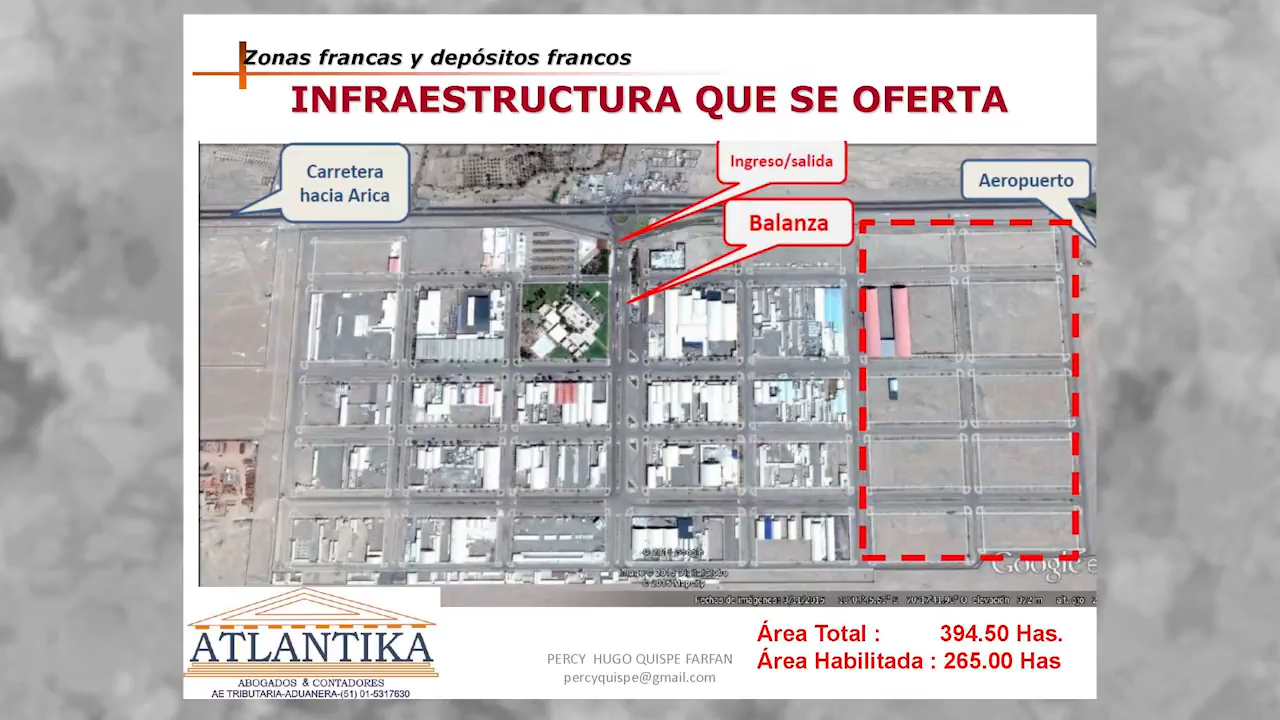 Zonas francas y depósitos francos
INFRAESTRUCTURA QUE SE OFERTA
Carretera
hacia Arica
Ingreso/salida
Balanza
Aeropuerto
Google
ATLANTIKA
ABOGADOS & CONTADORES
AE TRIBUTARIA-ADUANERA-(51) 01-5317630
PERCY HUGO QUISPE FARFAN
percyquispe@gmail.com
Área Total : 394.50 Has.
Área Habilitada : 265.00 Has